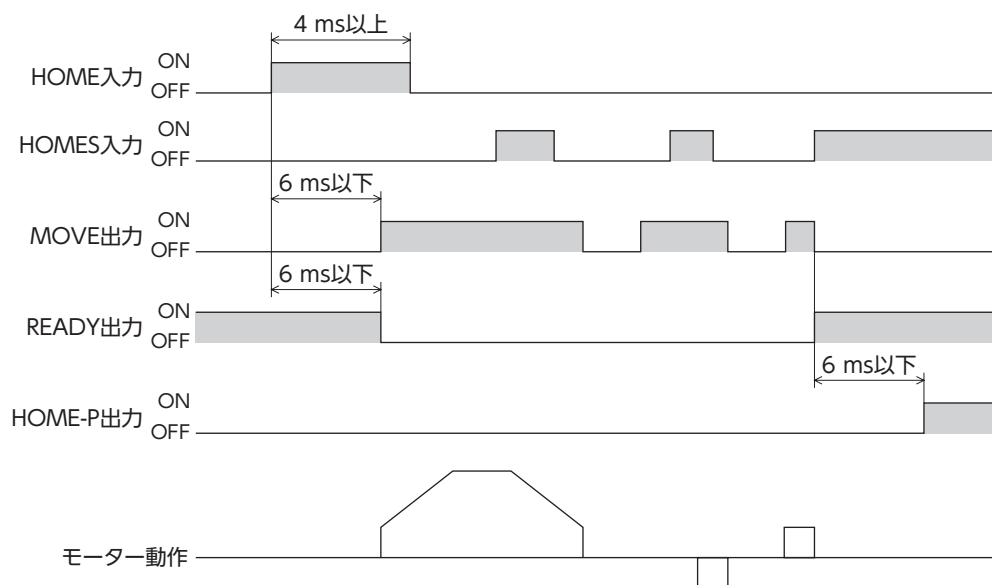 4 ms以上
HOME入力 ON
OFF
HOMES入力 ON
OFF
6 ms以下
MOVE出力 ON
OFF
6 ms以下
READY出力 ON
OFF
6 ms以下
HOME-P出力 ON
OFF
モーター動作